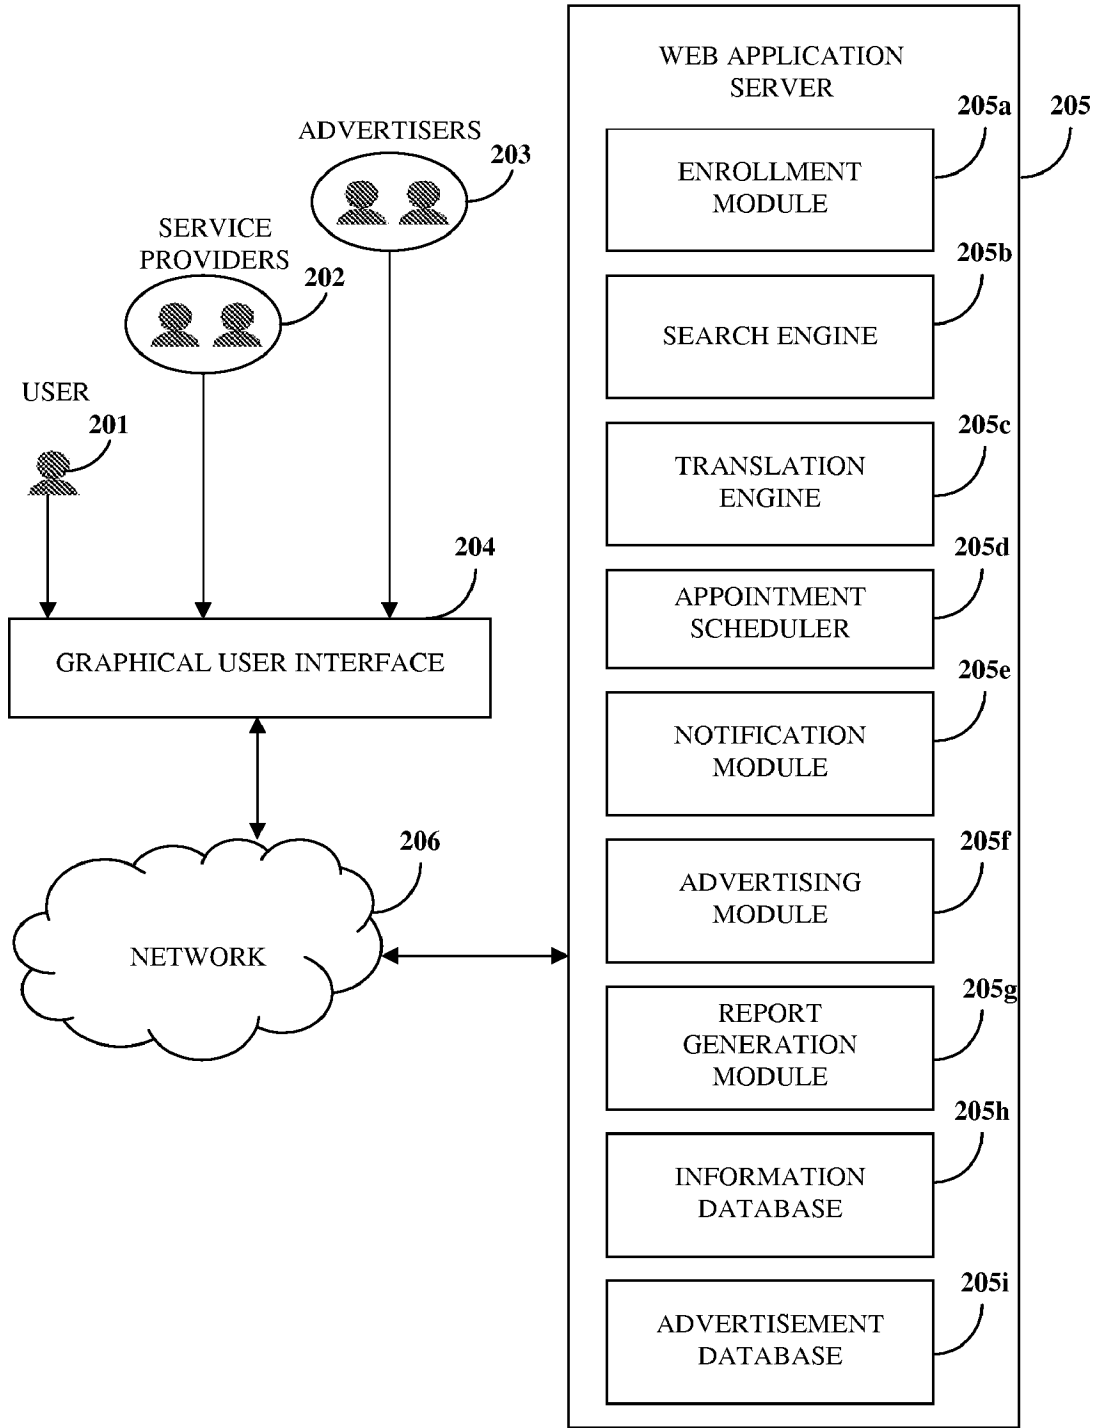 WEB APPLICATION
SERVER
205a
205
ENROLLMENT
MODULE
205b
SEARCH ENGINE
205c
TRANSLATION
ENGINE
205d
APPOINTMENT
SCHEDULER
205e
NOTIFICATION
MODULE
205f
ADVERTISING
MODULE
205g
REPORT
GENERATION
MODULE
205h
INFORMATION
DATABASE
205i
ADVERTISEMENT
DATABASE
ADVERTISERS
203
SERVICE
PROVIDERS
202
USER
201
204
GRAPHICAL USER INTERFACE
206
NETWORK